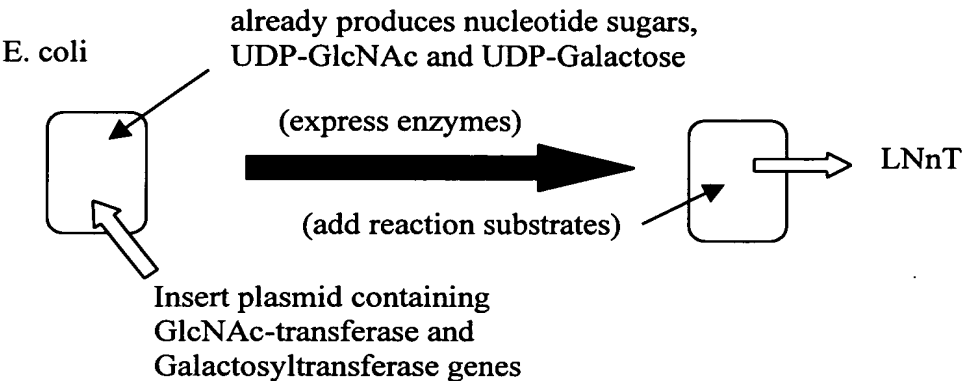 already produces nucleotide sugars,
E. coli
UDP-GlcNAc and UDP-Galactose
(express enzymes)
LNnT
(add reaction substrates)
Insert plasmid containing
GlcNAc-transferase and
Galactosyltransferase genes